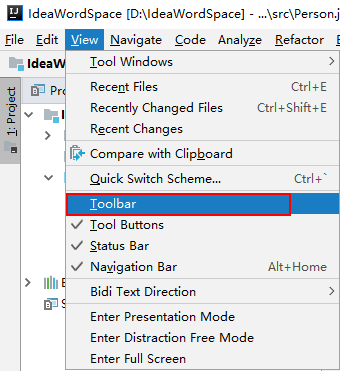 IJ IdeaWordSpace [D:\IdeaWordSpace] - ...\src\Person.j
File Edit View Navigate Code Analyze Refactor
IdeaW
1: Project
Tool Windows
Recent Files Ctrl+E
Recently Changed Files Ctrl+Shift+E
Recent Changes
Compare with Clipboard
Quick Switch Scheme... Ctrl+`
Toolbar
Tool Buttons
Status Bar
Navigation Bar Alt+Home
Bidi Text Direction
Enter Presentation Mode
Enter Distraction Free Mode
Enter Full Screen